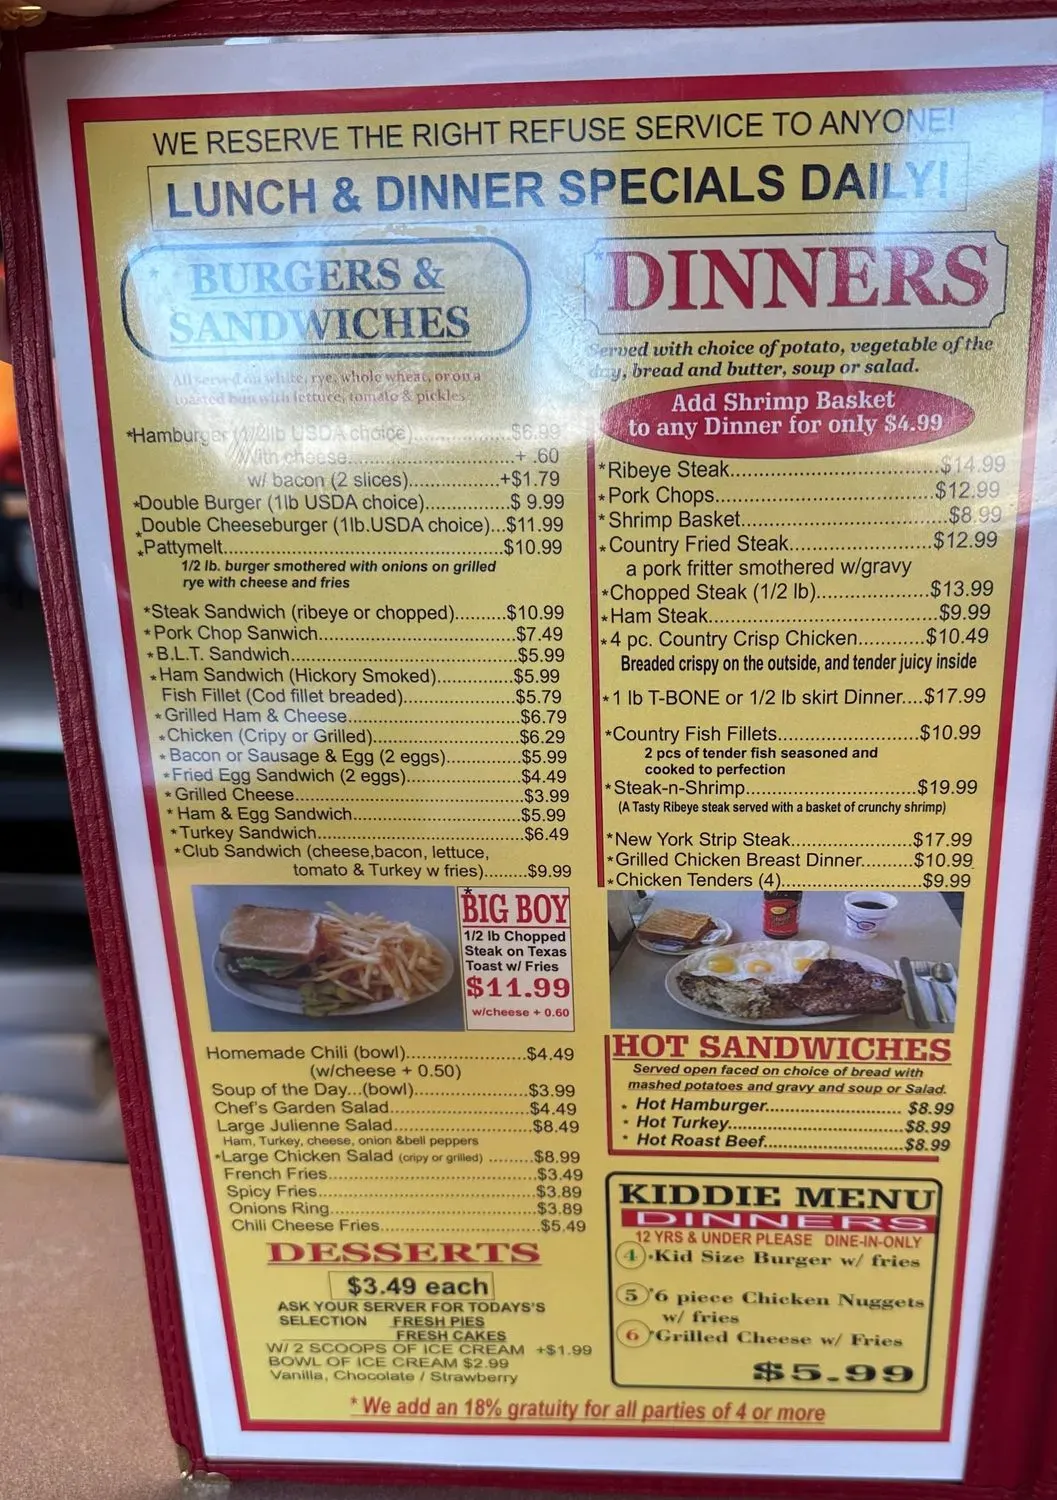 WE RESERVE THE RIGHT REFUSE SERVICE TO ANYONE!
LUNCH & DINNER SPECIALS DAILY!
* BURGERS &
SANDWICHES
All served on white, rye, whole wheat, or on a
toasted bun with lettuce, tomato & pickles
*Hamburger (1/2lb USDA choice)....................$6.99
With cheese.........................+ .60
w/ bacon (2 slices)...................+$1.79
*Double Burger (1lb USDA choice)..............$ 9.99
*Double Cheeseburger (1lb.USDA choice)...$11.99
*Pattymelt.................................................$10.99
1/2 lb. burger smothered with onions on grilled
rye with cheese and fries
*Steak Sandwich (ribeye or chopped).........$10.99
*Pork Chop Sanwich...................................$7.49
*B.L.T. Sandwich........................................$5.99
*Ham Sandwich (Hickory Smoked).............$5.99
Fish Fillet (Cod fillet breaded)....................$5.79
*Grilled Ham & Cheese...............................$6.79
*Chicken (Cripy or Grilled)..........................$6.29
*Bacon or Sausage & Egg (2 eggs).............$5.99
*Fried Egg Sandwich (2 eggs)....................$4.49
*Grilled Cheese........................................$3.99
*Ham & Egg Sandwich..............................$5.99
*Turkey Sandwich....................................$6.49
*Club Sandwich (cheese,bacon, lettuce,
tomato & Turkey w fries)........$9.99
*BIG BOY
1/2 lb Chopped
Steak on Texas
Toast w/ Fries
$11.99
w/cheese + 0.60
Homemade Chili (bowl)......................$4.49
(w/cheese + 0.50)
Soup of the Day...(bowl)......................$3.99
Chef's Garden Salad..........................$4.49
Large Julienne Salad..........................$8.49
Ham, Turkey, cheese, onion &bell peppers
*Large Chicken Salad (cripy or grilled) ........$8.99
French Fries.......................................$3.49
Spicy Fries.........................................$3.89
Onions Ring.......................................$3.89
Chili Cheese Fries..............................$5.49
DESSERTS
$3.49 each
ASK YOUR SERVER FOR TODAYS'S
SELECTION FRESH PIES
FRESH CAKES
W/ 2 SCOOPS OF ICE CREAM +$1.99
BOWL OF ICE CREAM $2.99
Vanilla, Chocolate / Strawberry
*DINNERS
Served with choice of potato, vegetable of the
day, bread and butter, soup or salad.
Add Shrimp Basket
to any Dinner for only $4.99
*Ribeye Steak...................................$14.99
*Pork Chops.....................................$12.99
*Shrimp Basket...................................$8.99
*Country Fried Steak........................$12.99
a pork fritter smothered w/gravy
*Chopped Steak (1/2 lb)...................$13.99
*Ham Steak......................................$9.99
*4 pc. Country Crisp Chicken...........$10.49
Breaded crispy on the outside, and tender juicy inside
*1 lb T-BONE or 1/2 lb skirt Dinner....$17.99
*Country Fish Fillets.......................$10.99
2 pcs of tender fish seasoned and
cooked to perfection
*Steak-n-Shrimp............................$19.99
(A Tasty Ribeye steak served with a basket of crunchy shrimp)
*New York Strip Steak....................$17.99
*Grilled Chicken Breast Dinner.........$10.99
*Chicken Tenders (4).......................$9.99
HOT SANDWICHES
Served open faced on choice of bread with
mashed potatoes and gravy and soup or Salad.
* Hot Hamburger......................... $8.99
* Hot Turkey................................$8.99
* Hot Roast Beef.........................$8.99
KIDDIE MENU
DINNERS
12 YRS & UNDER PLEASE DINE-IN-ONLY
4 *Kid Size Burger w/ fries
5 *6 piece Chicken Nuggets
w/ fries
6 *Grilled Cheese w/ Fries
$5.99
* We add an 18% gratuity for all parties of 4 or more